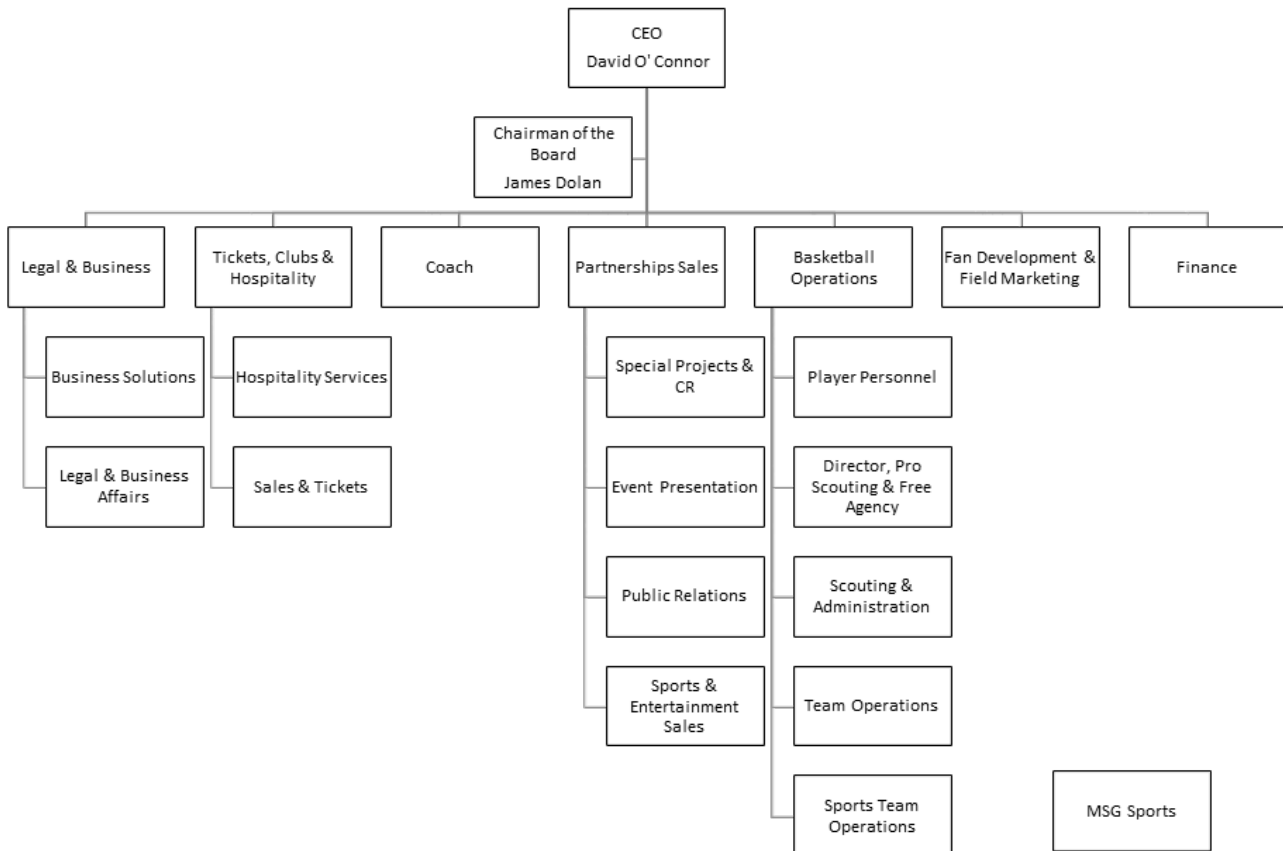 CEO
David O' Connor
Chairman of the
Board
James Dolan
Legal & Business
Tickets, Clubs &
Hospitality
Coach
Partnerships Sales
Basketball
Operations
Fan Development &
Field Marketing
Finance
Business Solutions
Hospitality Services
Special Projects &
CR
Player Personnel
Legal & Business
Affairs
Sales & Tickets
Event Presentation
Director, Pro
Scouting & Free
Agency
Public Relations
Scouting &
Administration
Sports &
Entertainment
Sales
Team Operations
Sports Team
Operations
MSG Sports